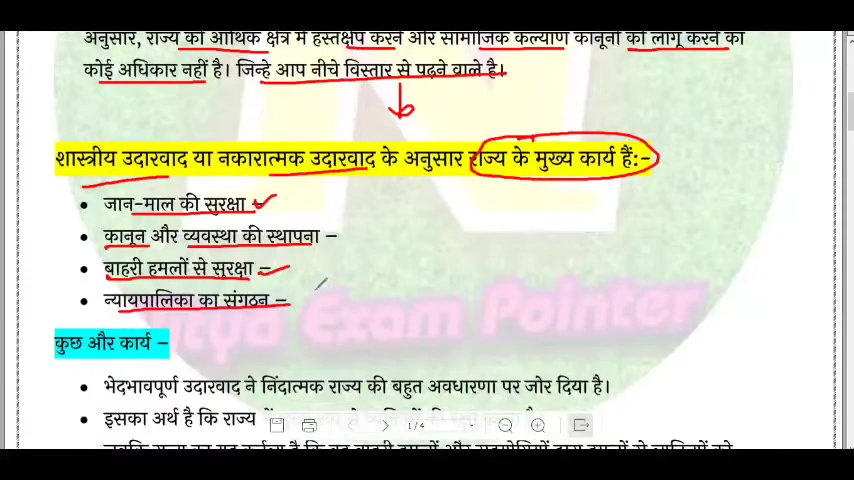 अनुसार, राज्य को आर्थिक क्षेत्र में हस्तक्षेप करने और सामाजिक कल्याण कानूनों को लागू करने का
कोई अधिकार नहीं है। जिन्हे आप नीचे विस्तार से पढ़ने वाले है।
शास्त्रीय उदारवाद या नकारात्मक उदारवाद के अनुसार राज्य के मुख्य कार्य हैं:-
• जान-माल की सुरक्षा –
• कानून और व्यवस्था की स्थापना –
• बाहरी हमलों से सुरक्षा –
• न्यायपालिका का संगठन –
Exam Pointer
कुछ और कार्य –
• भेदभावपूर्ण उदारवाद ने निंदात्मक राज्य की बहुत अवधारणा पर जोर दिया है।
• इसका अर्थ है कि राज्य
1/4